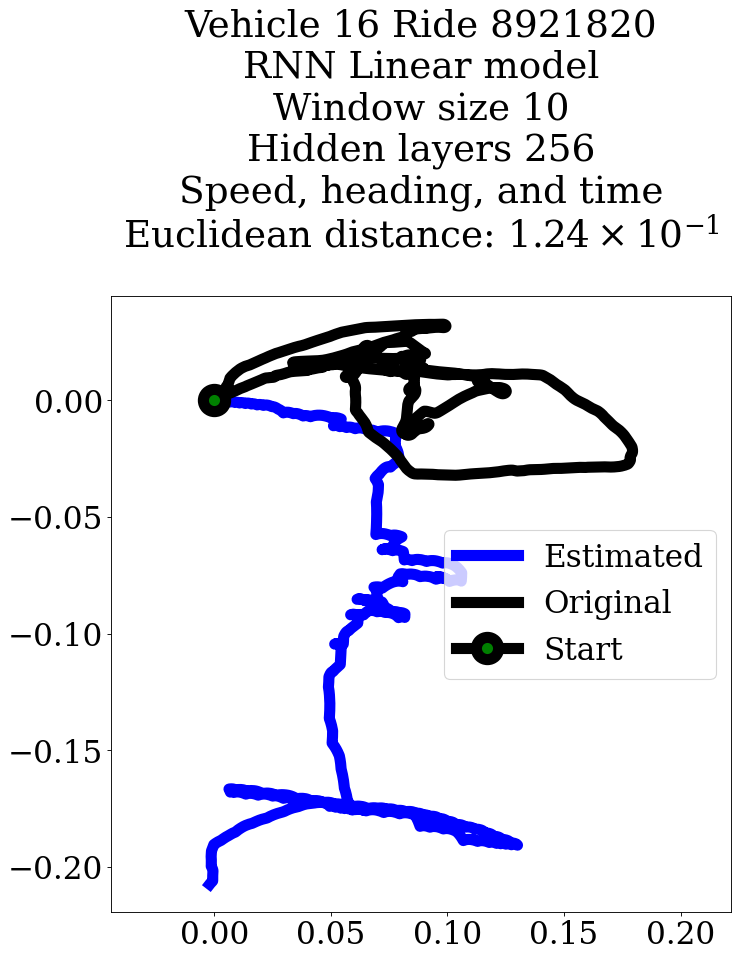 Vehicle 16 Ride 8921820
RNN Linear model
Window size 10
Hidden layers 256
Speed, heading, and time
Euclidean distance: 1.24 × 10⁻¹
0.00
−0.05
−0.10
−0.15
−0.20
Estimated
Original
Start
0.00 0.05 0.10 0.15 0.20